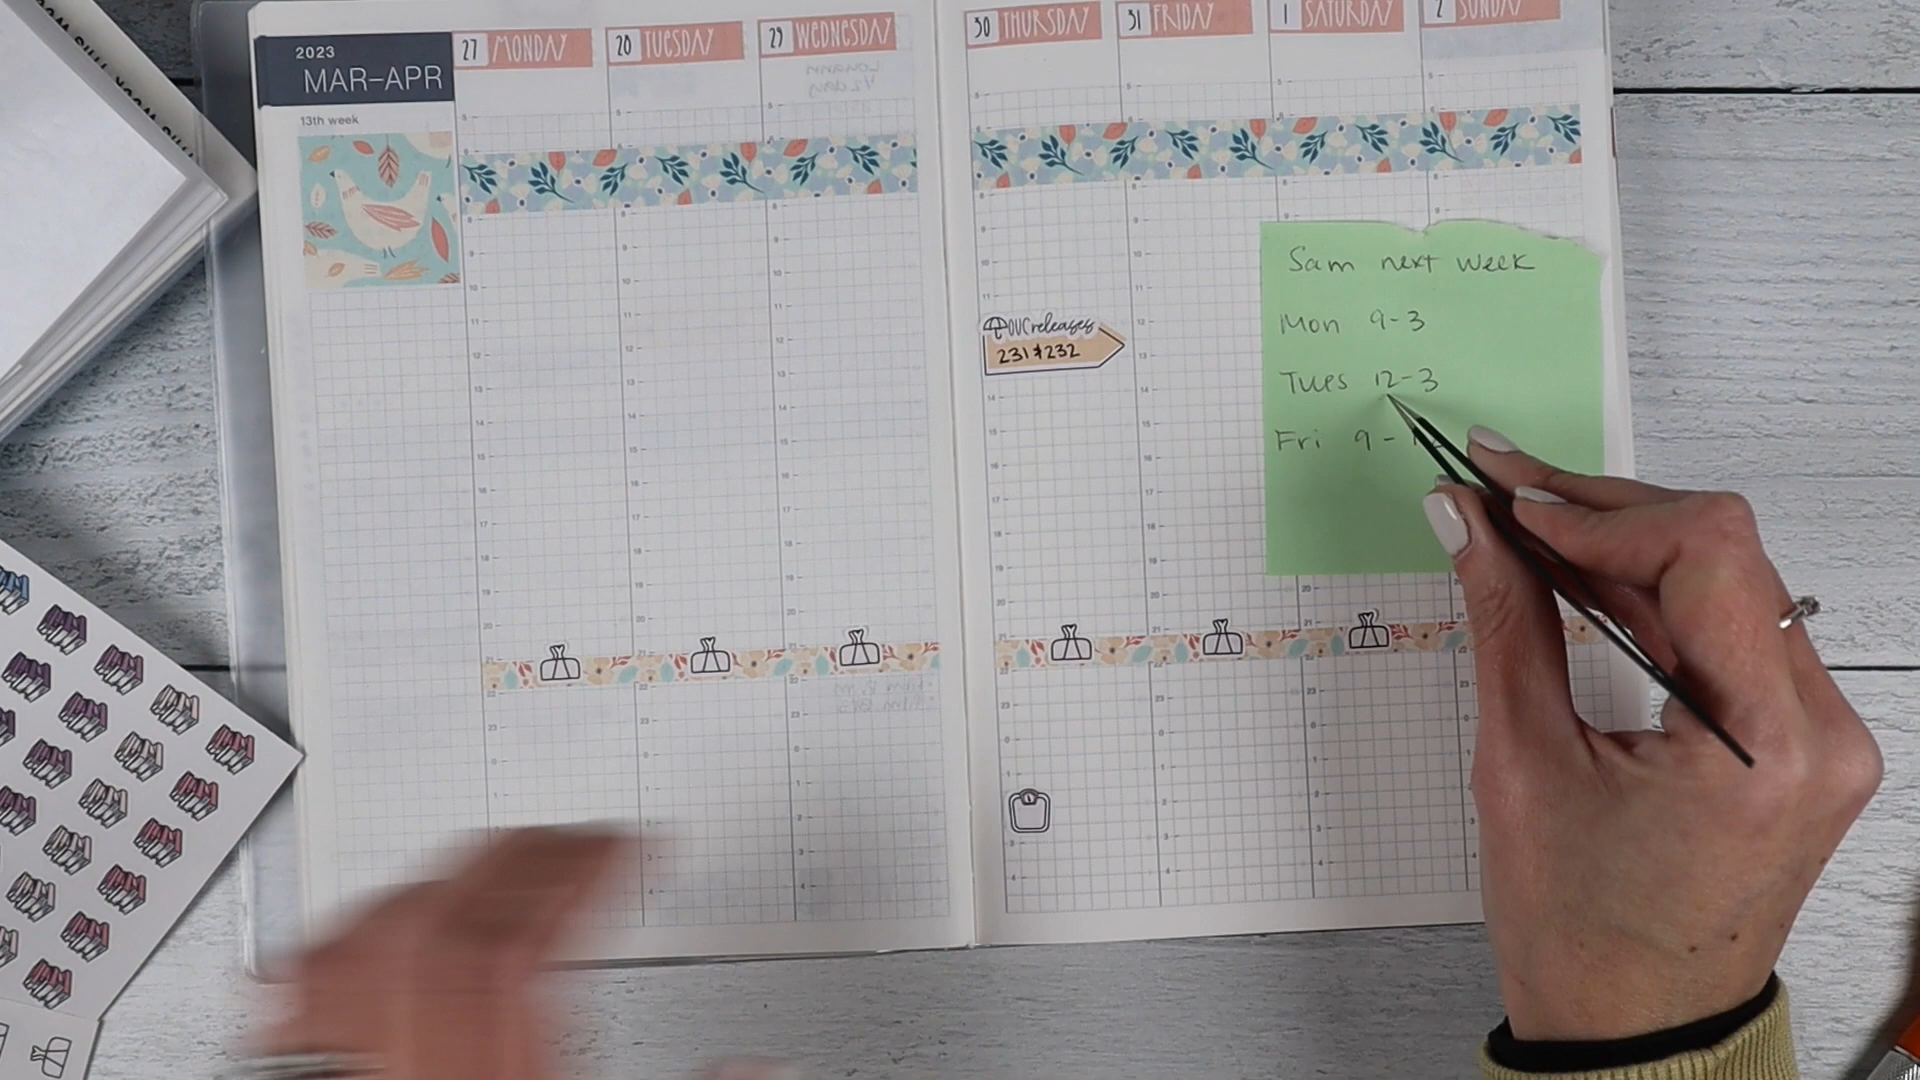 2023
MAR–APR
13th week
27 MONDAY
28 TUESDAY
29 WEDNESDAY
30 THURSDAY
31 FRIDAY
1 SATURDAY
2 SUNDAY
OVC releases
231 & 232
Sam next week
Mon 9-3
Tues 12-3
Fri 9-